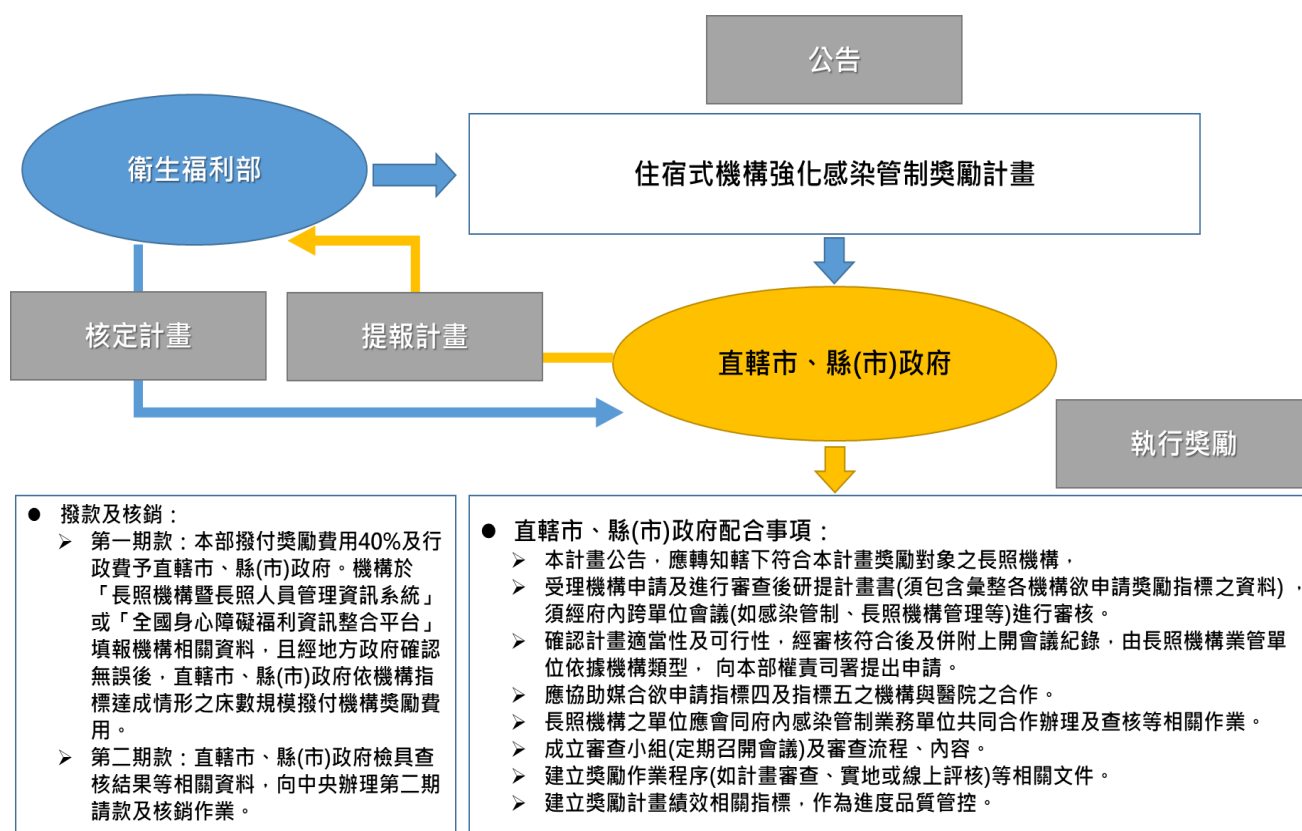 公告
衛生福利部
住宿式機構強化感染管制獎勵計畫
核定計畫
提報計畫
直轄市、縣(市)政府
執行獎勵
● 撥款及核銷：
➢ 第一期款：本部撥付獎勵費用40%及行
政費予直轄市、縣(市)政府。機構於
「長照機構暨長照人員管理資訊系統」
或「全國身心障礙福利資訊整合平台」
填報機構相關資料，且經地方政府確認
無誤後，直轄市、縣(市)政府依機構指
標達成情形之床數規模撥付機構獎勵費
用。
➢ 第二期款：直轄市、縣(市)政府檢具查
核結果等相關資料，向中央辦理第二期
請款及核銷作業。
● 直轄市、縣(市)政府配合事項：
➢ 本計畫公告，應轉知轄下符合本計畫獎勵對象之長照機構，
➢ 受理機構申請及進行審查後研提計畫書(須包含彙整各機構欲申請獎勵指標之資料)，
須經府內跨單位會議(如感染管制、長照機構管理等)進行審核。
➢ 確認計畫適當性及可行性，經審核符合後及併附上開會議紀錄，由長照機構業管單
位依據機構類型， 向本部權責司署提出申請。
➢ 應協助媒合欲申請指標四及指標五之機構與醫院之合作。
➢ 長照機構之單位應會同府內感染管制業務單位共同合作辦理及查核等相關作業。
➢ 成立審查小組(定期召開會議)及審查流程、內容。
➢ 建立獎勵作業程序(如計畫審查、實地或線上評核)等相關文件。
➢ 建立獎勵計畫績效相關指標，作為進度品質管控。